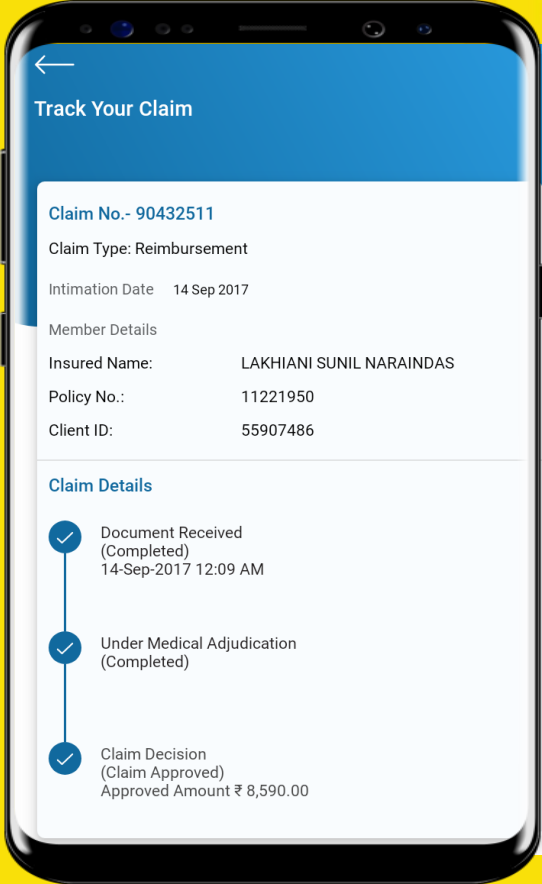 Track Your Claim
Claim No.- 90432511
Claim Type: Reimbursement
Intimation Date 14 Sep 2017
Member Details
Insured Name: LAKHIANI SUNIL NARAINDAS
Policy No.: 11221950
Client ID: 55907486
Claim Details
Document Received
(Completed)
14-Sep-2017 12:09 AM
Under Medical Adjudication
(Completed)
Claim Decision
(Claim Approved)
Approved Amount ₹ 8,590.00